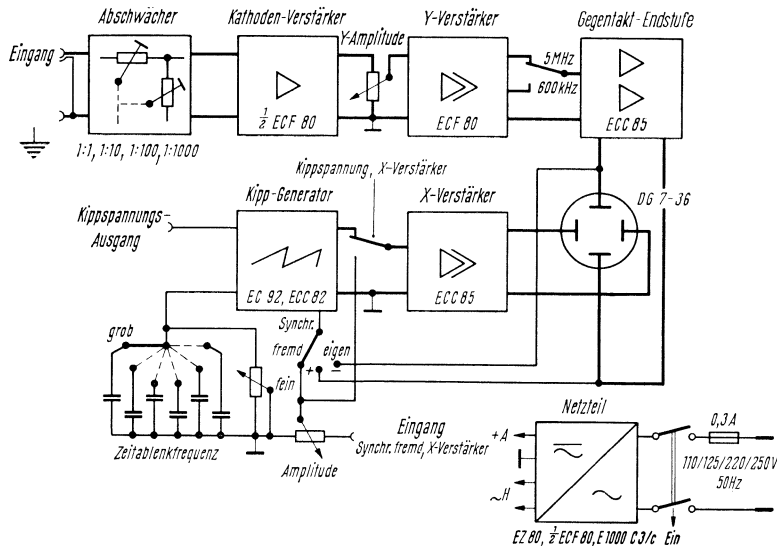 Abschwächer
Kathoden-Verstärker
Y-Amplitude
Y-Verstärker
Gegentakt-Endstufe
Eingang
5MHz
600kHz
½ ECF 80
ECF 80
ECC 85
1:1, 1:10, 1:100, 1:1000
Kippspannung, X-Verstärker
Kippspannungs-
Ausgang
Kipp-Generator
X-Verstärker
DG 7-36
EC 92, ECC 82
ECC 85
grob
Synchr.
fremd
eigen
+
–
fein
Zeitablenkfrequenz
Amplitude
Eingang
Synchr. fremd, X-Verstärker
Netzteil
+A
~H
0,3A
110/125/220/250V
50Hz
EZ 80, ½ ECF 80, E 1000 C 3/c
Ein